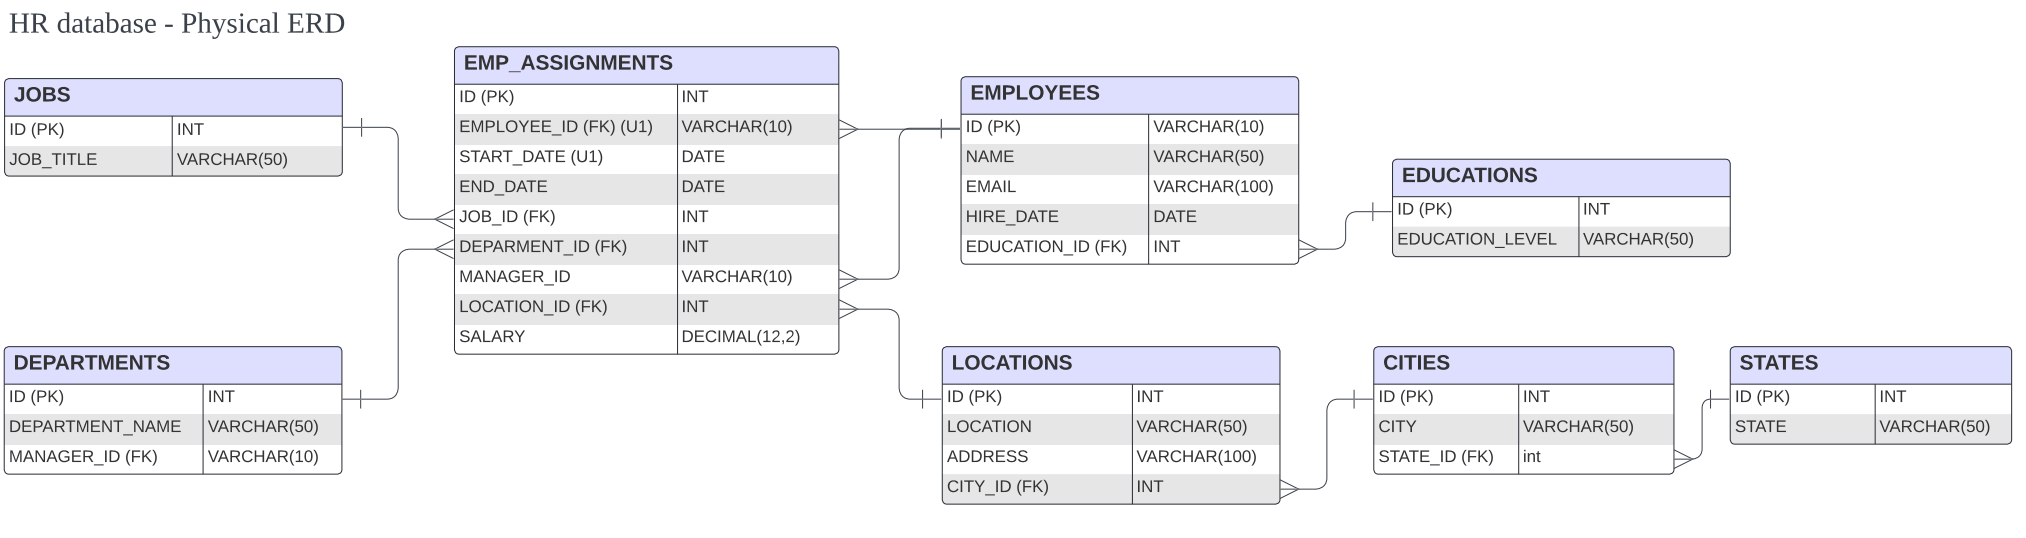 HR database - Physical ERD
JOBS
ID (PK) INT
JOB_TITLE VARCHAR(50)
DEPARTMENTS
ID (PK) INT
DEPARTMENT_NAME VARCHAR(50)
MANAGER_ID (FK) VARCHAR(10)
EMP_ASSIGNMENTS
ID (PK) INT
EMPLOYEE_ID (FK) (U1) VARCHAR(10)
START_DATE (U1) DATE
END_DATE DATE
JOB_ID (FK) INT
DEPARMENT_ID (FK) INT
MANAGER_ID VARCHAR(10)
LOCATION_ID (FK) INT
SALARY DECIMAL(12,2)
EMPLOYEES
ID (PK) VARCHAR(10)
NAME VARCHAR(50)
EMAIL VARCHAR(100)
HIRE_DATE DATE
EDUCATION_ID (FK) INT
EDUCATIONS
ID (PK) INT
EDUCATION_LEVEL VARCHAR(50)
LOCATIONS
ID (PK) INT
LOCATION VARCHAR(50)
ADDRESS VARCHAR(100)
CITY_ID (FK) INT
CITIES
ID (PK) INT
CITY VARCHAR(50)
STATE_ID (FK) int
STATES
ID (PK) INT
STATE VARCHAR(50)